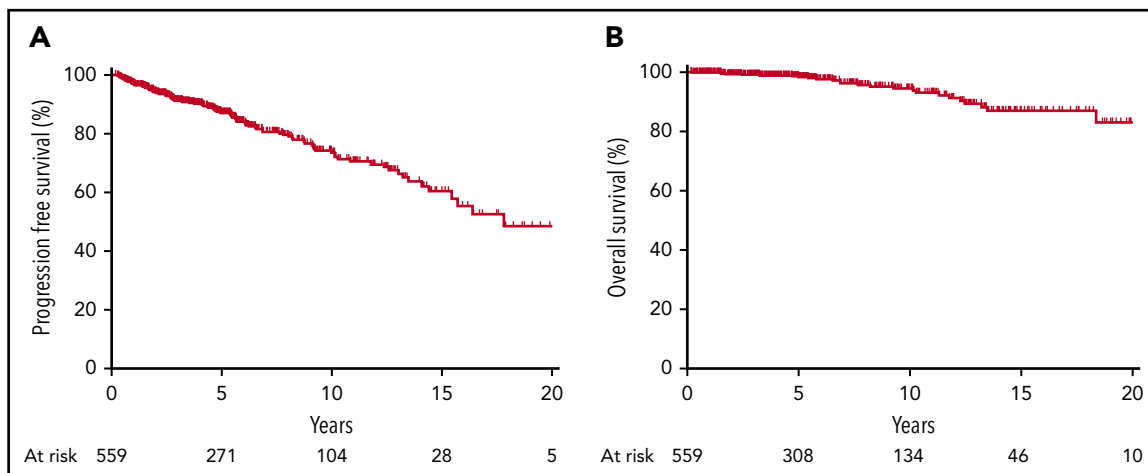 A
Progression free survival (%)
100
80
60
40
20
0
0 5 10 15 20
Years
At risk 559 271 104 28 5
B
Overall survival (%)
100
80
60
40
20
0
0 5 10 15 20
Years
At risk 559 308 134 46 10